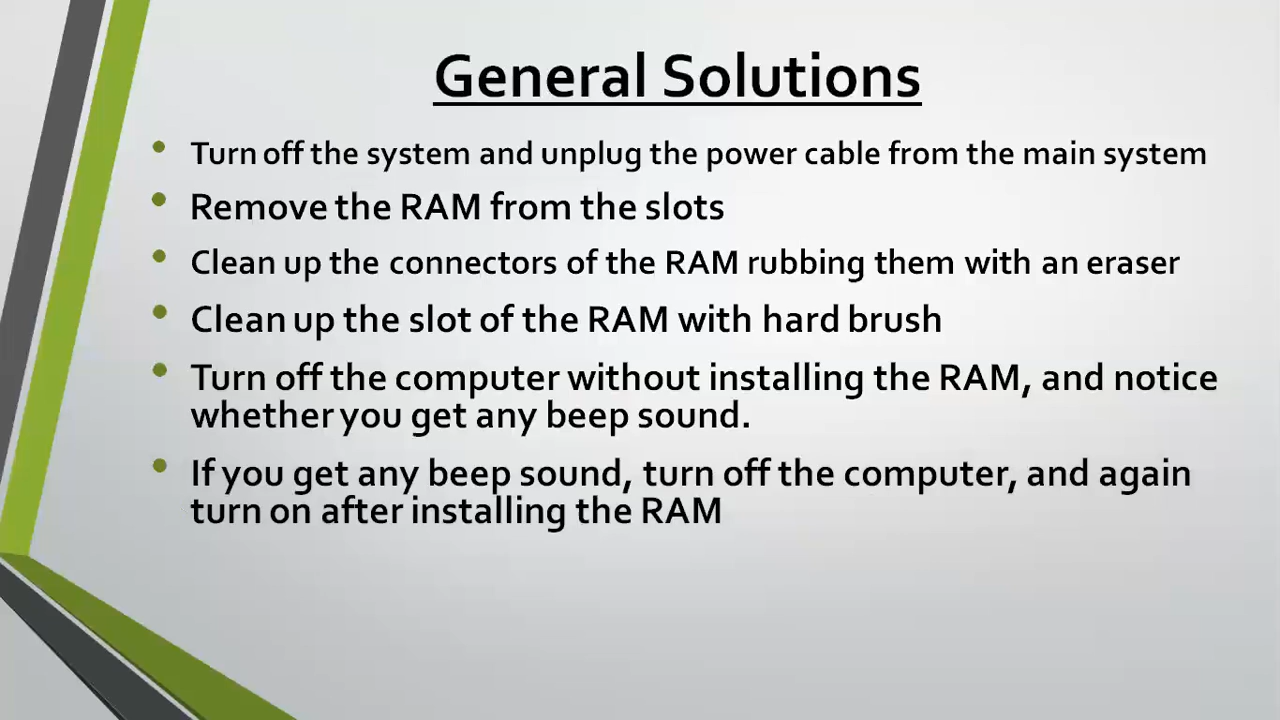 General Solutions
• Turn off the system and unplug the power cable from the main system
• Remove the RAM from the slots
• Clean up the connectors of the RAM rubbing them with an eraser
• Clean up the slot of the RAM with hard brush
• Turn off the computer without installing the RAM, and notice
whether you get any beep sound.
• If you get any beep sound, turn off the computer, and again
turn on after installing the RAM